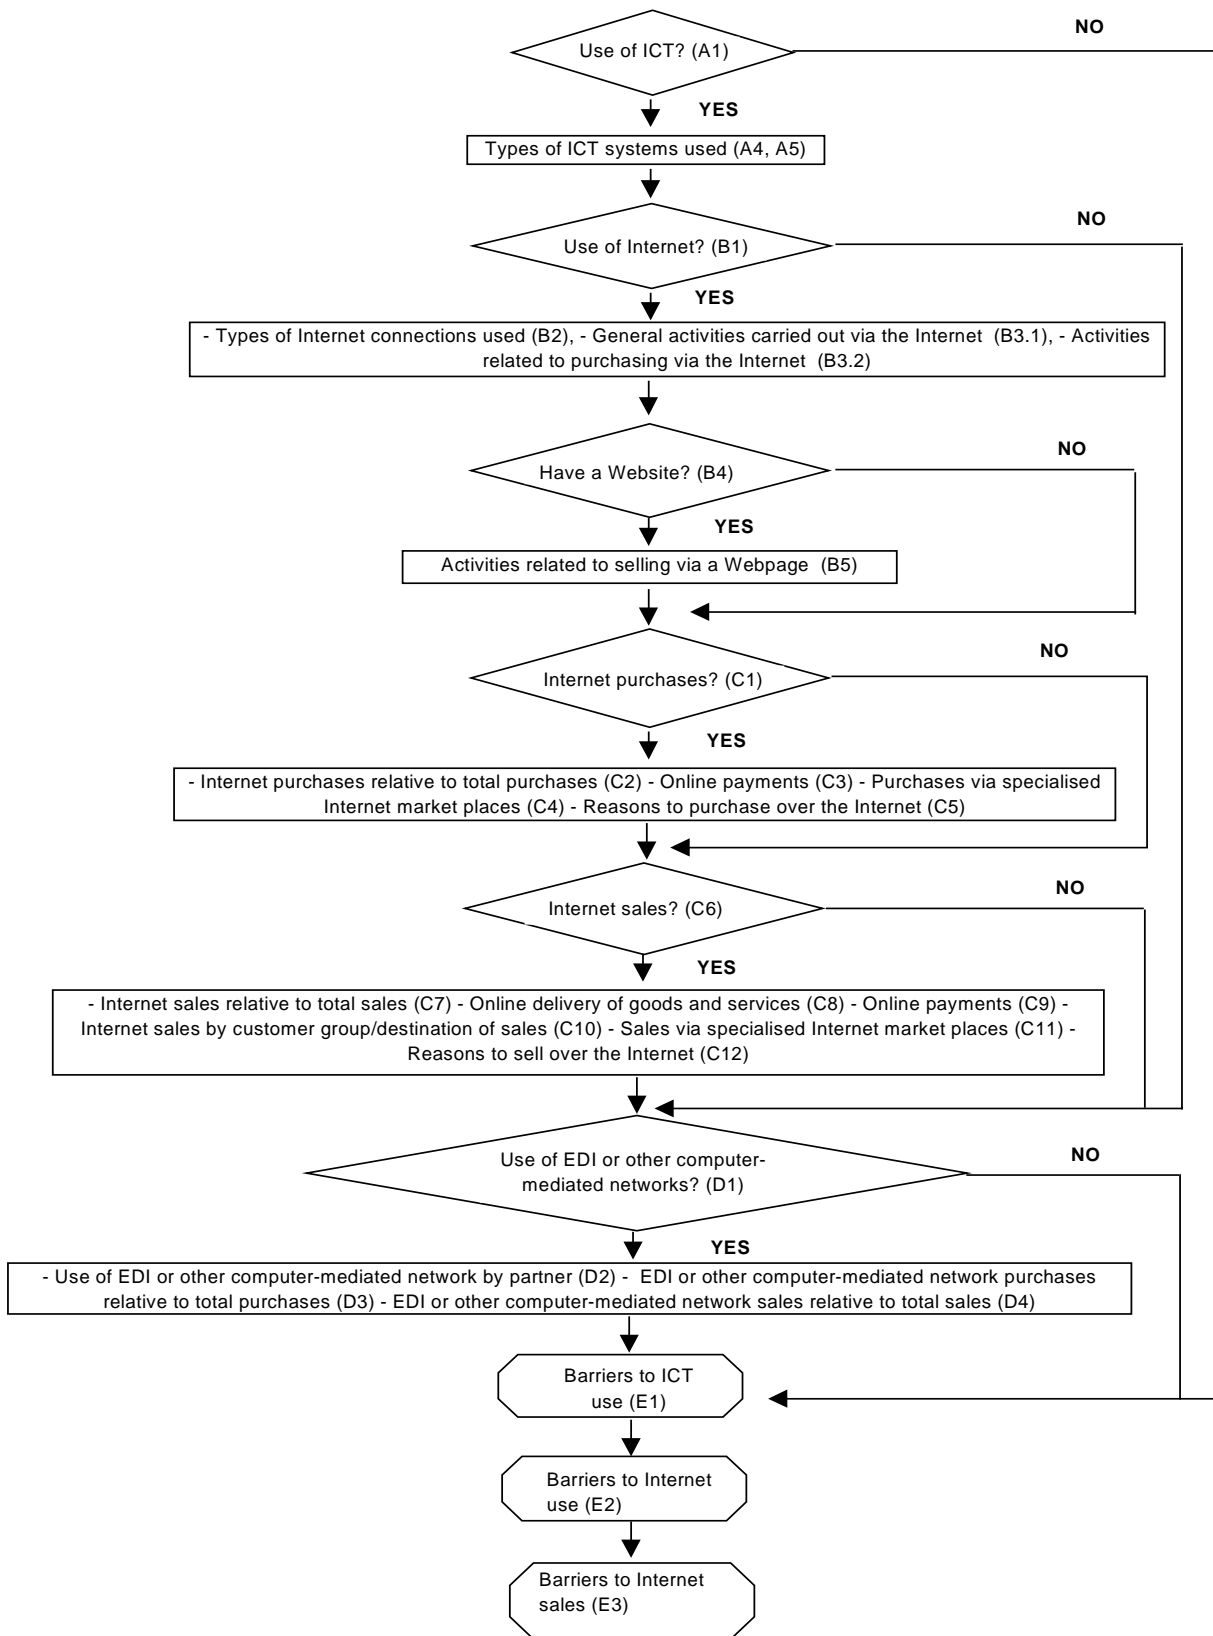 NO
Use of ICT? (A1)
YES
Types of ICT systems used (A4, A5)
NO
Use of Internet? (B1)
YES
- Types of Internet connections used (B2), - General activities carried out via the Internet (B3.1), - Activities
related to purchasing via the Internet (B3.2)
NO
Have a Website? (B4)
YES
Activities related to selling via a Webpage (B5)
NO
Internet purchases? (C1)
YES
- Internet purchases relative to total purchases (C2) - Online payments (C3) - Purchases via specialised
Internet market places (C4) - Reasons to purchase over the Internet (C5)
NO
Internet sales? (C6)
YES
- Internet sales relative to total sales (C7) - Online delivery of goods and services (C8) - Online payments (C9) -
Internet sales by customer group/destination of sales (C10) - Sales via specialised Internet market places (C11) -
Reasons to sell over the Internet (C12)
NO
Use of EDI or other computer-
mediated networks? (D1)
YES
- Use of EDI or other computer-mediated network by partner (D2) - EDI or other computer-mediated network purchases
relative to total purchases (D3) - EDI or other computer-mediated network sales relative to total sales (D4)
Barriers to ICT
use (E1)
Barriers to Internet
use (E2)
Barriers to Internet
sales (E3)